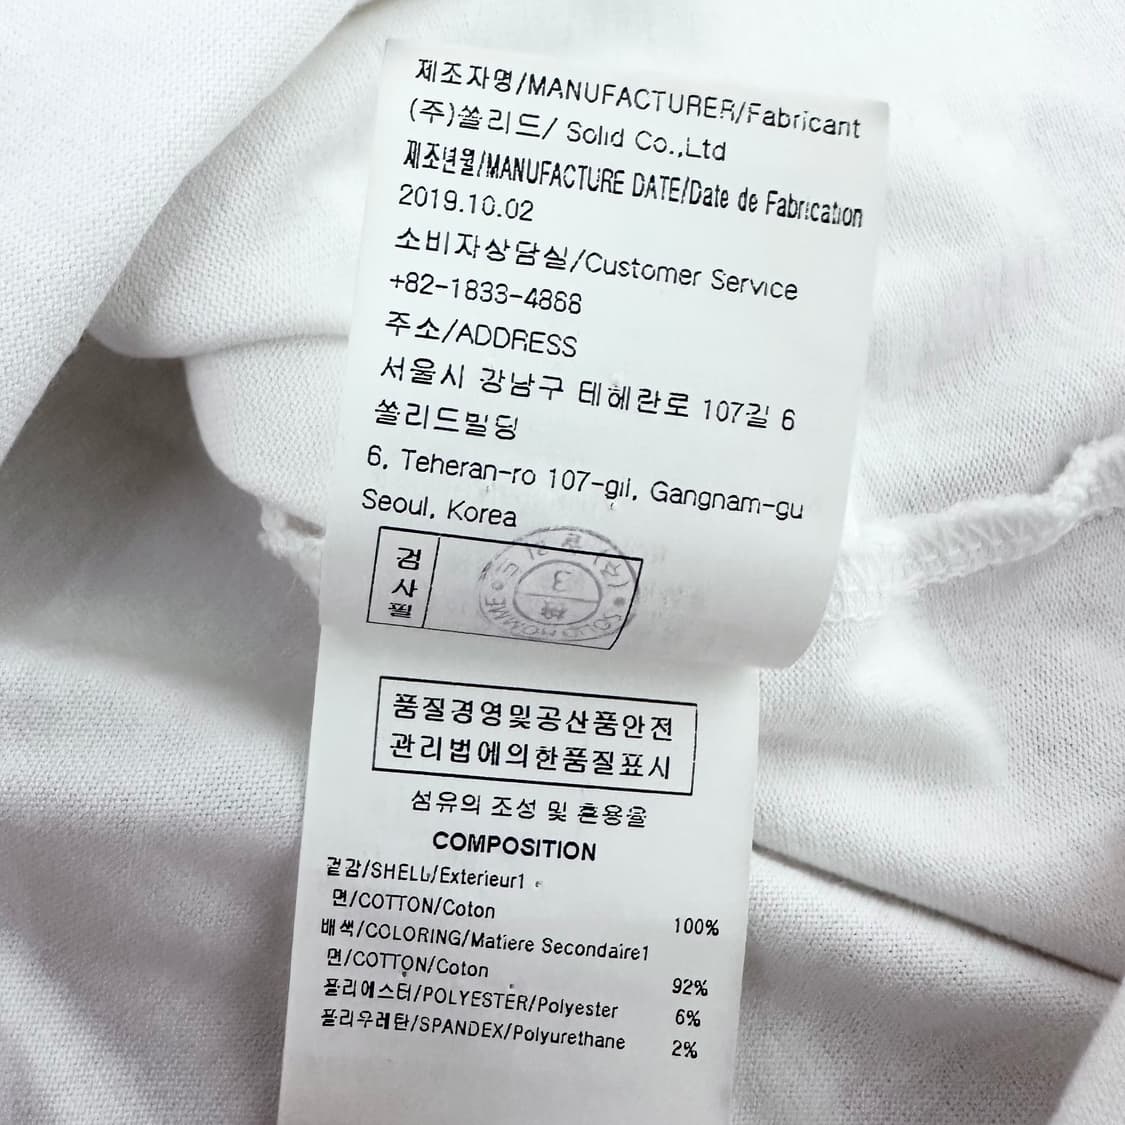 제조자명/MANUFACTURER/Fabricant
(주)쏠리드/ Solid Co.,Ltd
제조년월/MANUFACTURE DATE/Date de Fabrication
2019.10.02
소비자상담실/Customer Service
+82-1833-4866
주소/ADDRESS
서울시 강남구 테헤란로 107길 6
쏠리드빌딩
6, Teheran-ro 107-gil, Gangnam-gu
Seoul, Korea
검사필
SOLID HOMME
3
품질경영및공산품안전
관리법에의한품질표시
섬유의 조성 및 혼용율
COMPOSITION
겉감/SHELL/Exterieur1
면/COTTON/Coton 100%
배색/COLORING/Matiere Secondaire1
면/COTTON/Coton 92%
폴리에스터/POLYESTER/Polyester 6%
폴리우레탄/SPANDEX/Polyurethane 2%